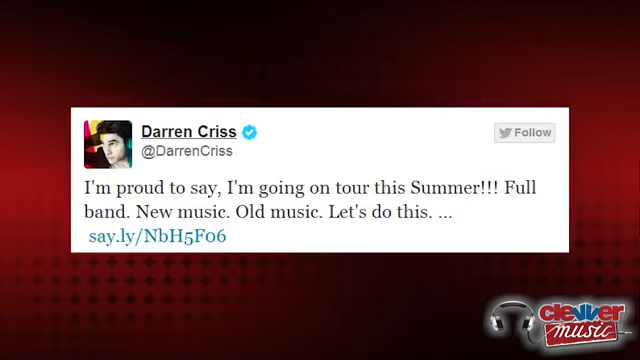 Darren Criss
@DarrenCriss
Follow
I'm proud to say, I'm going on tour this Summer!!! Full
band. New music. Old music. Let's do this. ...
say.ly/NbH5F06
clevver
music